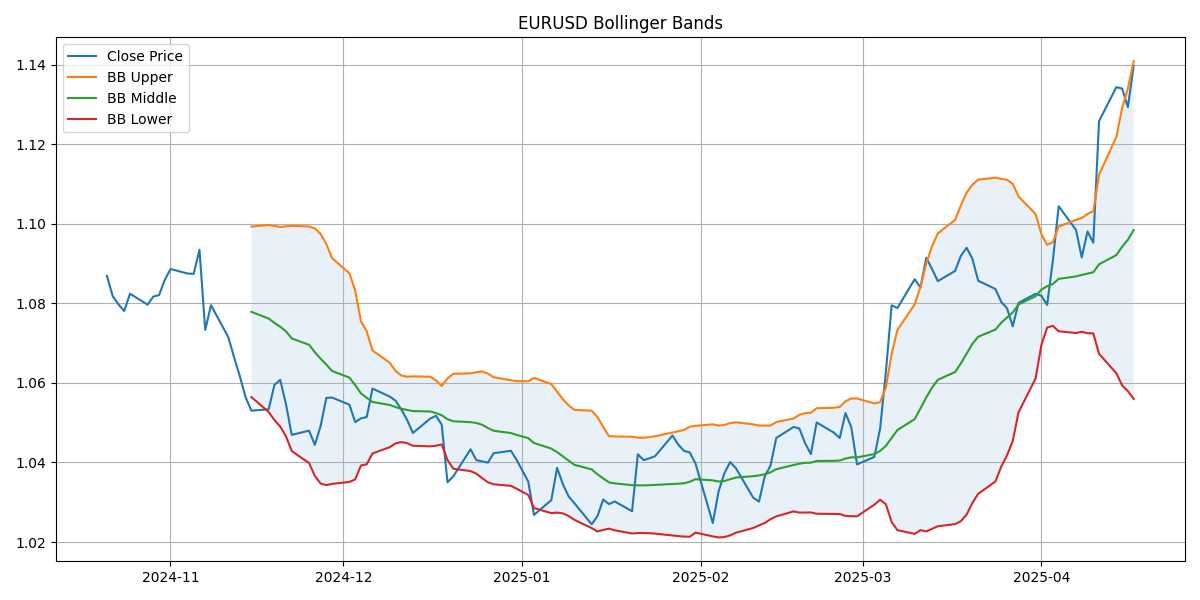 EURUSD Bollinger Bands
Close Price
BB Upper
BB Middle
BB Lower
1.14
1.12
1.10
1.08
1.06
1.04
1.02
2024-11 2024-12 2025-01 2025-02 2025-03 2025-04